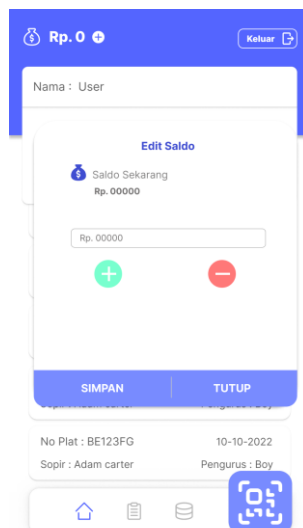 Rp. 0
Keluar
Nama : User
Edit Saldo
Saldo Sekarang
Rp. 00000
Rp. 00000
SIMPAN TUTUP
Sopir : Adam carter Pengurus : Boy
No Plat : BE123FG 10-10-2022
Sopir : Adam carter Pengurus : Boy